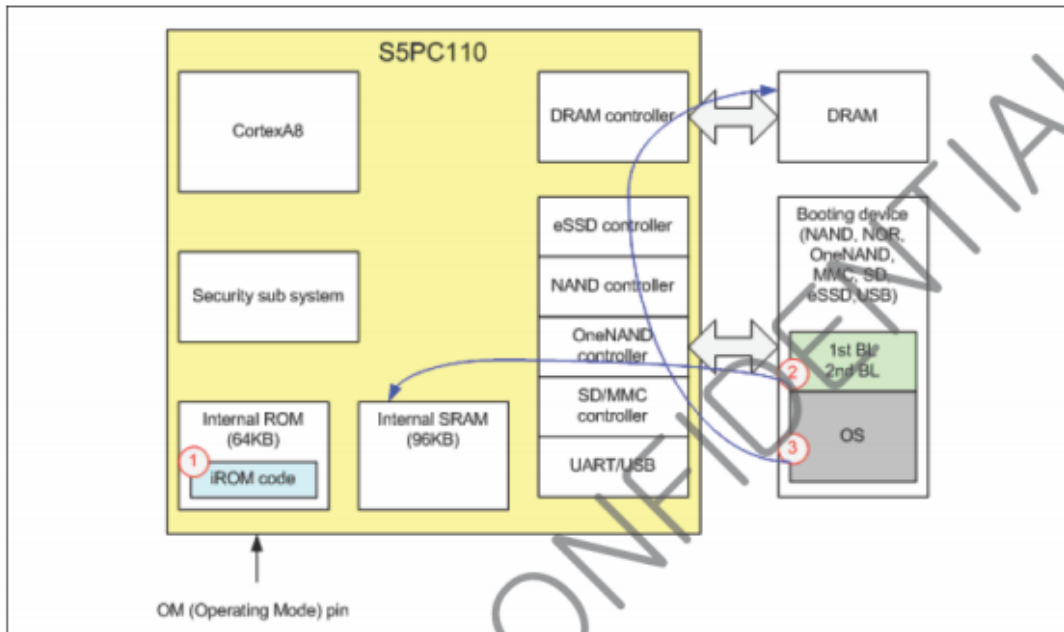 S5PC110
CortexA8
DRAM controller
DRAM
eSSD controller
Booting device
(NAND, NOR,
OneNAND,
MMC, SD,
eSSD,USB)
Security sub system
NAND controller
OneNAND
controller
1st BL
2nd BL
2
SD/MMC
controller
Internal ROM
(64KB)
Internal SRAM
(96KB)
OS
3
1
iROM code
UART/USB
OM (Operating Mode) pin
ONFIDENTIAL